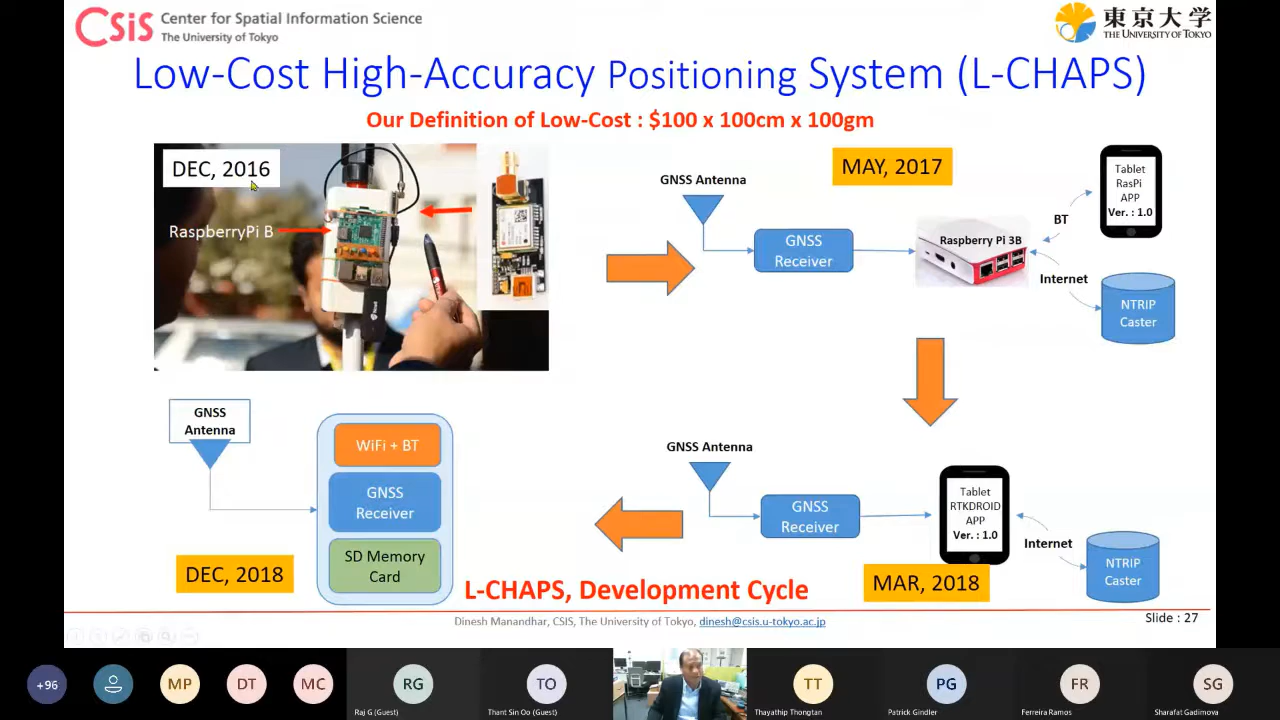 CSiS Center for Spatial Information Science
The University of Tokyo
東京大学
THE UNIVERSITY OF TOKYO
Low-Cost High-Accuracy Positioning System (L-CHAPS)
Our Definition of Low-Cost : $100 x 100cm x 100gm
DEC, 2016
RaspberryPi B
MAY, 2017
GNSS Antenna
GNSS
Receiver
Raspberry Pi 3B
BT
Tablet
RasPi
APP
Ver. : 1.0
Internet
NTRIP
Caster
GNSS
Antenna
WiFi + BT
GNSS
Receiver
SD Memory
Card
DEC, 2018
GNSS Antenna
GNSS
Receiver
Tablet
RTKDROID
APP
Ver. : 1.0
Internet
NTRIP
Caster
MAR, 2018
L-CHAPS, Development Cycle
Dinesh Manandhar, CSIS, The University of Tokyo, dinesh@csis.u-tokyo.ac.jp
Slide : 27
+96
MP
DT
MC
RG
Raj G (Guest)
TO
Thant Sin Oo (Guest)
TT
Thayathip Thongtan
PG
Patrick Gindler
FR
Ferreira Ramos
SG
Sharafat Gadimova